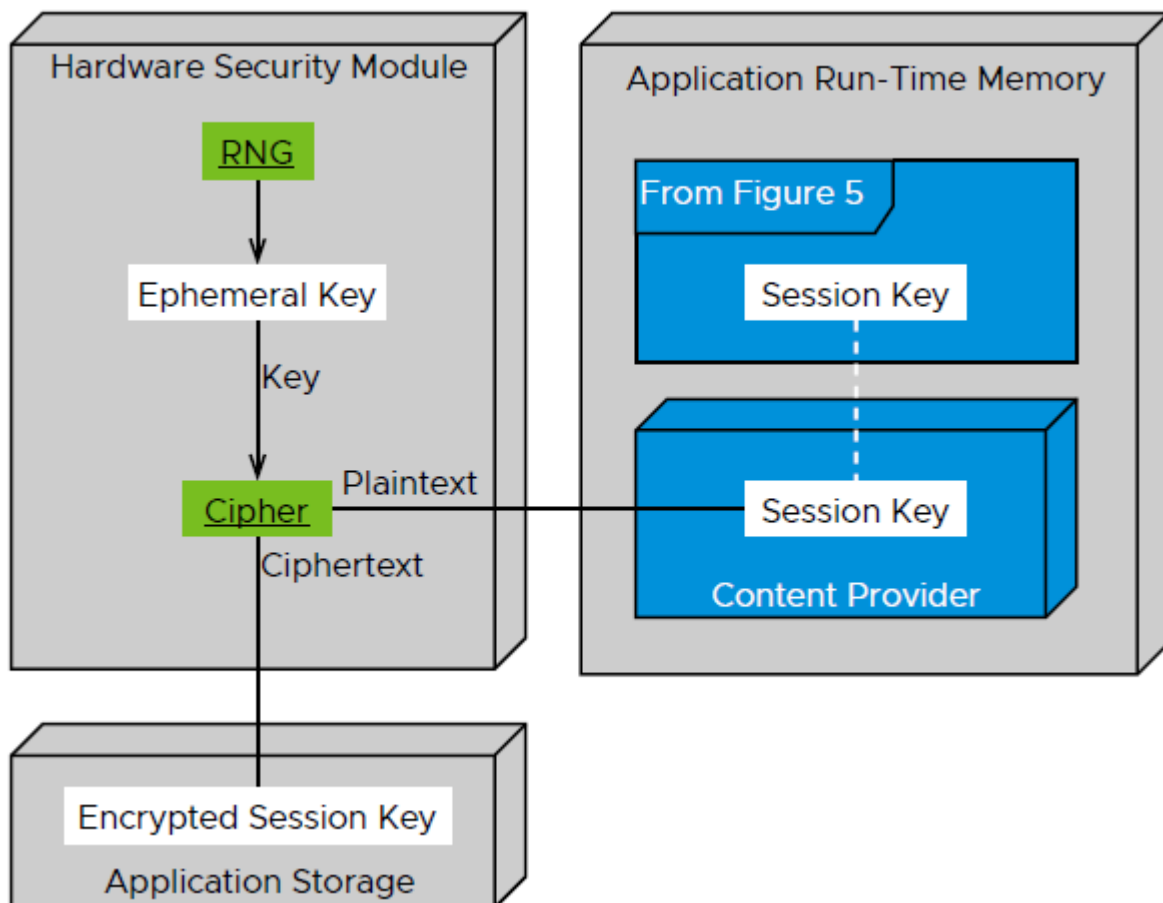 Hardware Security Module
RNG
Ephemeral Key
Key
Cipher
Plaintext
Ciphertext
Application Run-Time Memory
From Figure 5
Session Key
Session Key
Content Provider
Encrypted Session Key
Application Storage